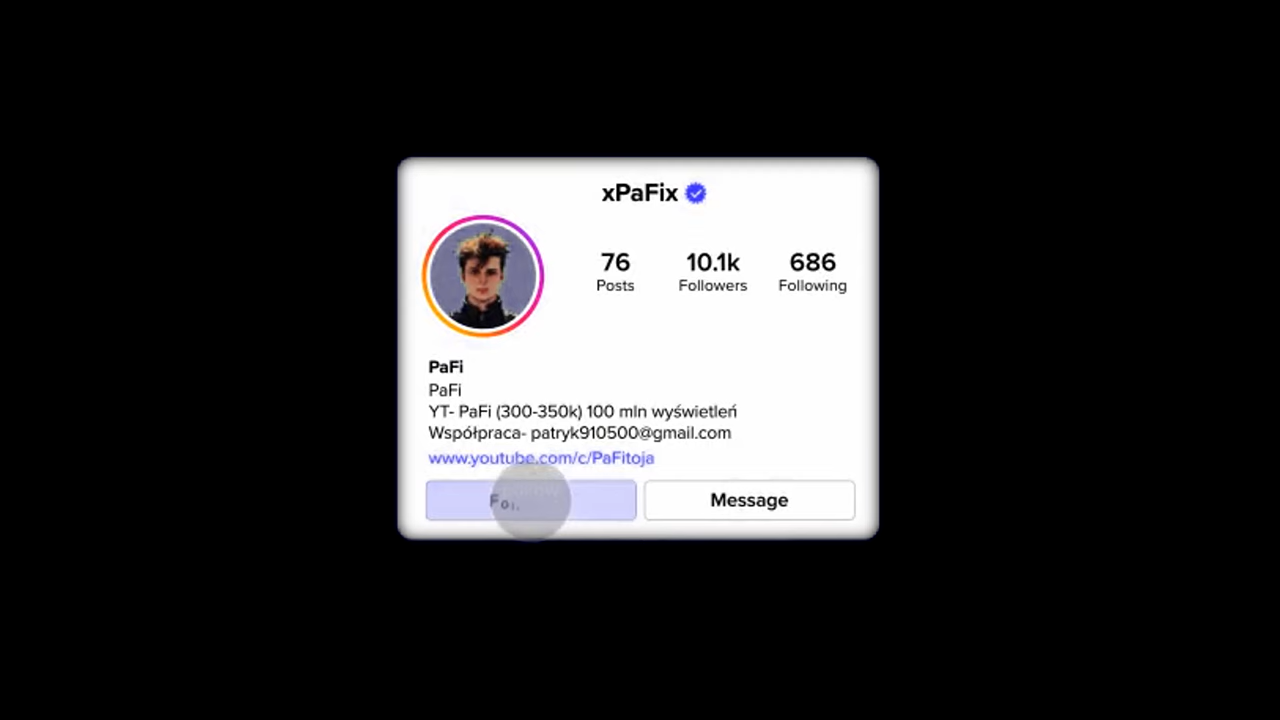 xPaFix
76 10.1k 686
Posts Followers Following
PaFi
PaFi
YT- PaFi (300-350k) 100 mln wyświetleń
Współpraca- patryk910500@gmail.com
www.youtube.com/c/PaFitoja
Message